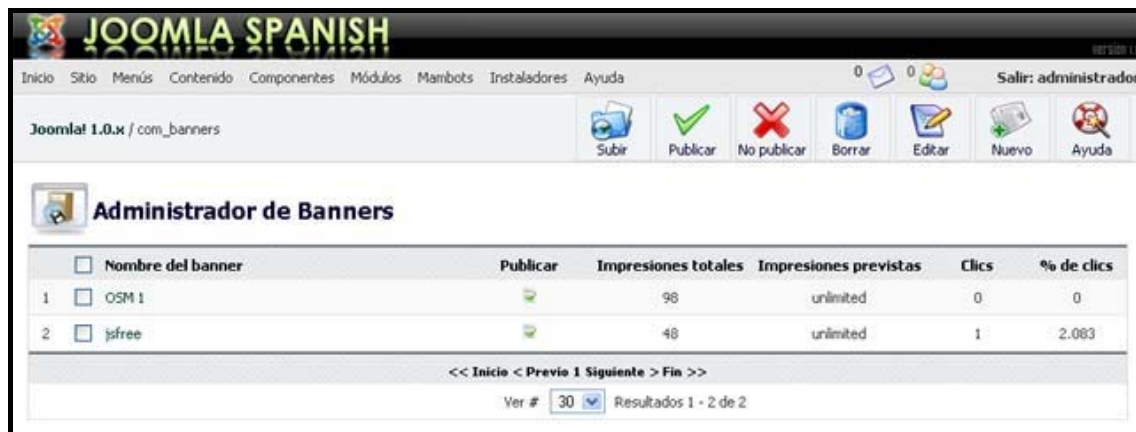 JOOMLA SPANISH
Inicio Sitio Menús Contenido Componentes Módulos Mambots Instaladores Ayuda 0 0 Salir: administrador
Joomla! 1.0.x / com_banners
Subir Publicar No publicar Borrar Editar Nuevo Ayuda
Administrador de Banners
Nombre del banner Publicar Impresiones totales Impresiones previstas Clics % de clics
1 OSM 1 98 unlimited 0 0
2 jsfree 48 unlimited 1 2.083
<< Inicio < Previo 1 Siguiente > Fin >>
Ver # 30 Resultados 1 - 2 de 2